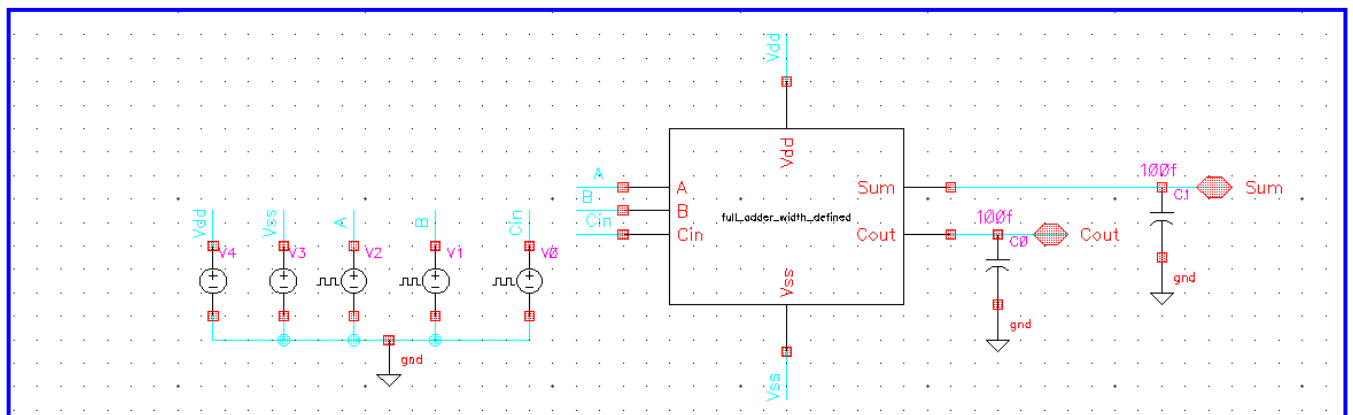 Vdd
Vdd
A
B
Cin
A
B
Cin
full_adder_width_defined
Sum
Cout
Vss
Vss
100f
C1
Sum
100f
C0
Cout
gnd
gnd
Vdd
Vss
A
B
Cin
V4
V3
V2
V1
V0
gnd